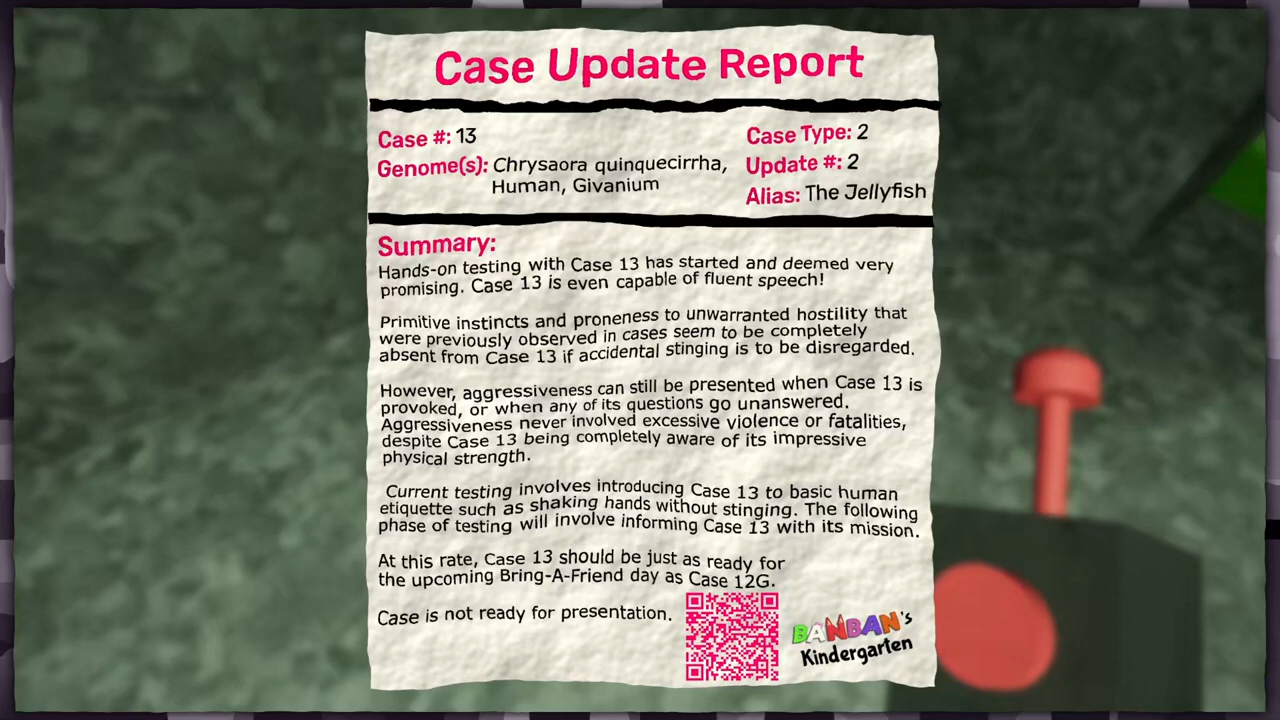 Case Update Report
Case #: 13
Case Type: 2
Genome(s): Chrysaora quinquecirrha,
Human, Givanium
Update #: 2
Alias: The Jellyfish
Summary:
Hands-on testing with Case 13 has started and deemed very
promising. Case 13 is even capable of fluent speech!
Primitive instincts and proneness to unwarranted hostility that
were previously observed in cases seem to be completely
absent from Case 13 if accidental stinging is to be disregarded.
However, aggressiveness can still be presented when Case 13 is
provoked, or when any of its questions go unanswered.
Aggressiveness never involved excessive violence or fatalities,
despite Case 13 being completely aware of its impressive
physical strength.
Current testing involves introducing Case 13 to basic human
etiquette such as shaking hands without stinging. The following
phase of testing will involve informing Case 13 with its mission.
At this rate, Case 13 should be just as ready for
the upcoming Bring-A-Friend day as Case 12G.
Case is not ready for presentation.
BANBAN's
Kindergarten